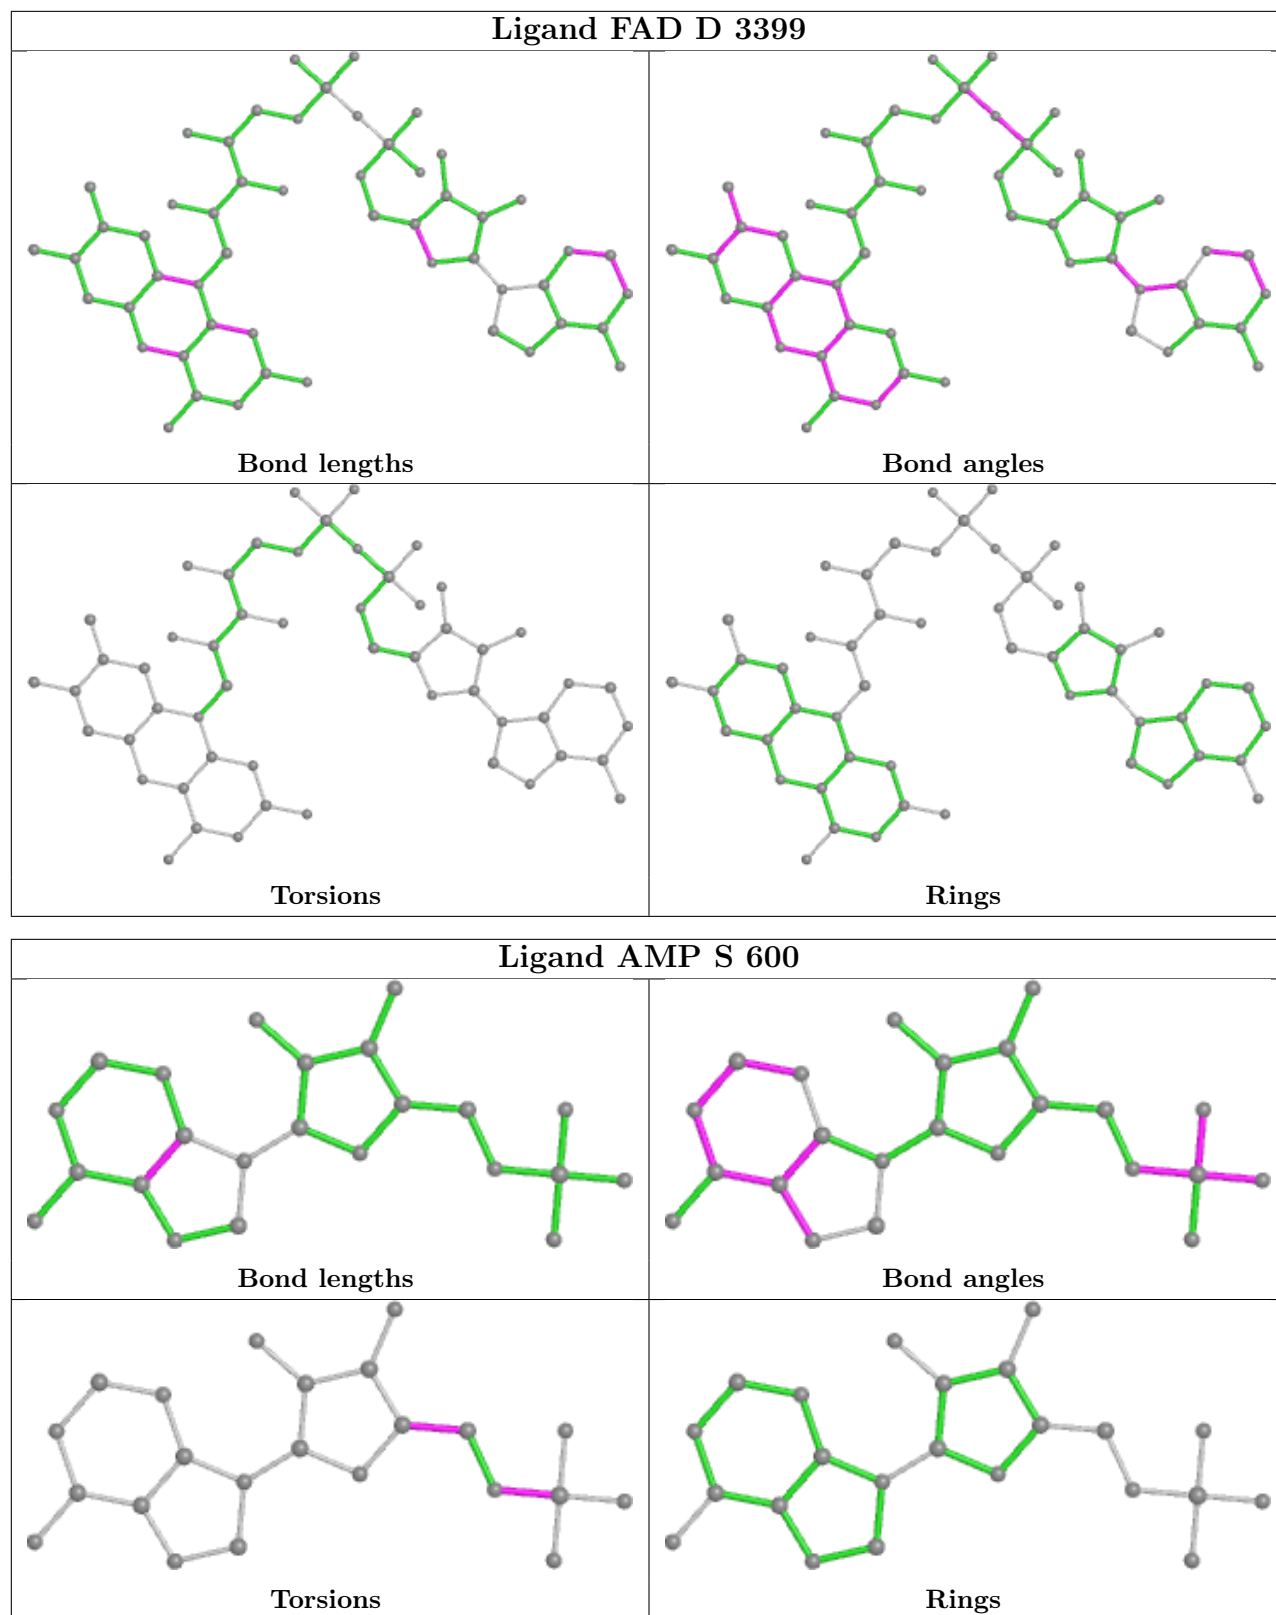 Ligand FAD D 3399
Bond lengths
Bond angles
Torsions
Rings
Ligand AMP S 600
Bond lengths
Bond angles
Torsions
Rings